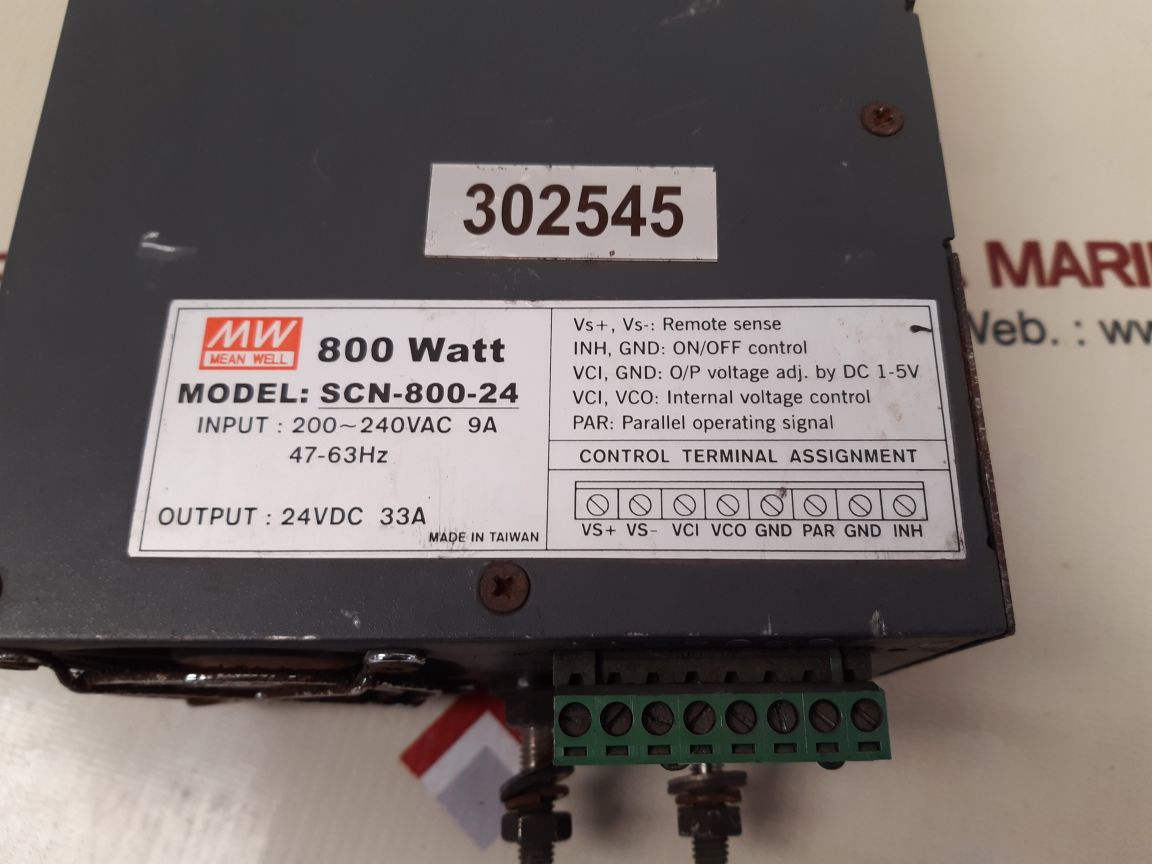 302545
MW
MEAN WELL
800 Watt
MODEL: SCN-800-24
INPUT : 200~240VAC 9A
47-63Hz
OUTPUT : 24VDC 33A
MADE IN TAIWAN
Vs+, Vs-: Remote sense
INH, GND: ON/OFF control
VCI, GND: O/P voltage adj. by DC 1-5V
VCI, VCO: Internal voltage control
PAR: Parallel operating signal
CONTROL TERMINAL ASSIGNMENT
VS+ VS- VCI VCO GND PAR GND INH
Web. : ww